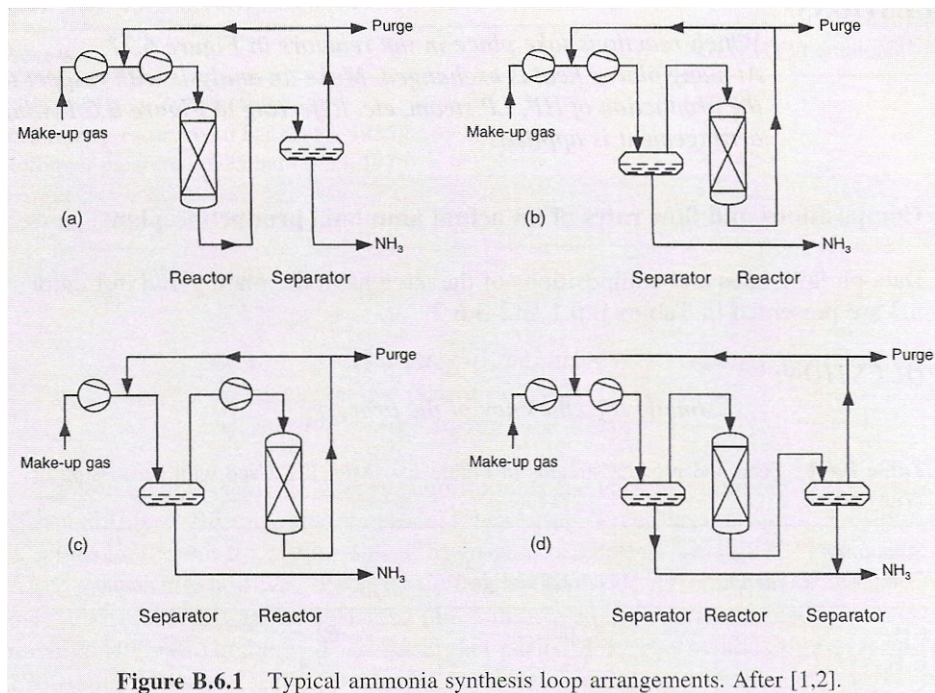 Purge
Make-up gas
(a)
NH₃
Reactor Separator
Purge
Make-up gas
(b)
NH₃
Separator Reactor
Purge
Make-up gas
(c)
NH₃
Separator Reactor
Purge
Make-up gas
(d)
NH₃
Separator Reactor Separator
Figure B.6.1 Typical ammonia synthesis loop arrangements. After [1,2].